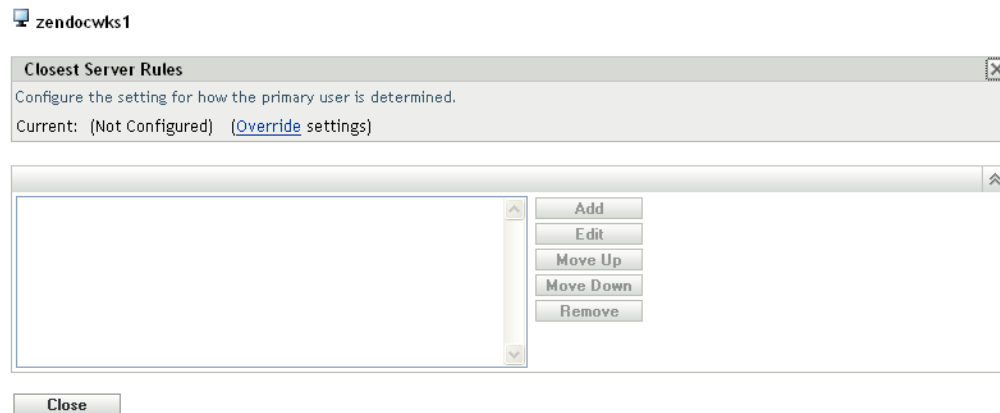 zendocwks1
Closest Server Rules
Configure the setting for how the primary user is determined.
Current: (Not Configured) (Override settings)
Add
Edit
Move Up
Move Down
Remove
Close